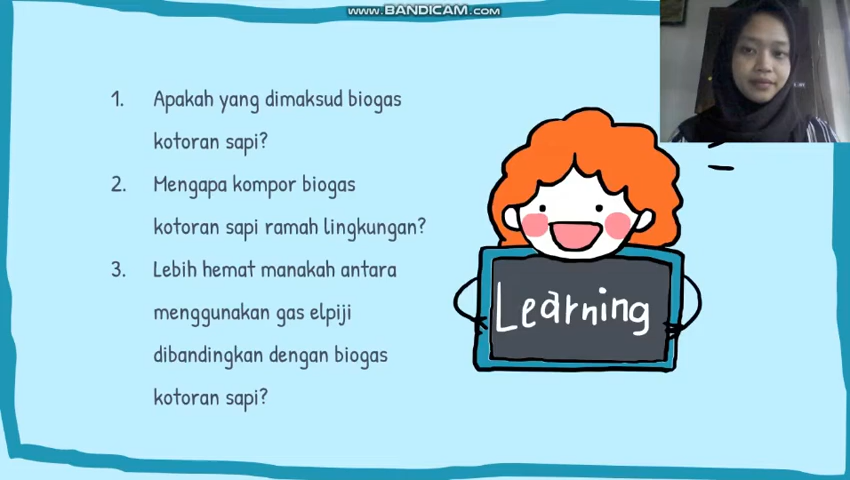 www.BANDICAM.com
1. Apakah yang dimaksud biogas
kotoran sapi?
2. Mengapa kompor biogas
kotoran sapi ramah lingkungan?
3. Lebih hemat manakah antara
menggunakan gas elpiji
dibandingkan dengan biogas
kotoran sapi?
Learning